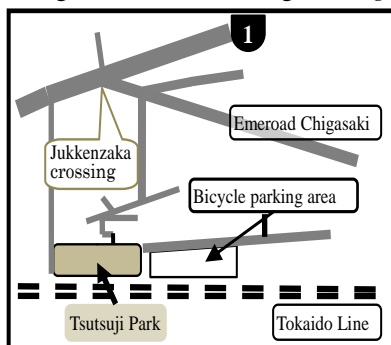 1
Emeroad Chigasaki
Jukkenzaka
crossing
Bicycle parking area
Tsutsuji Park
Tokaido Line